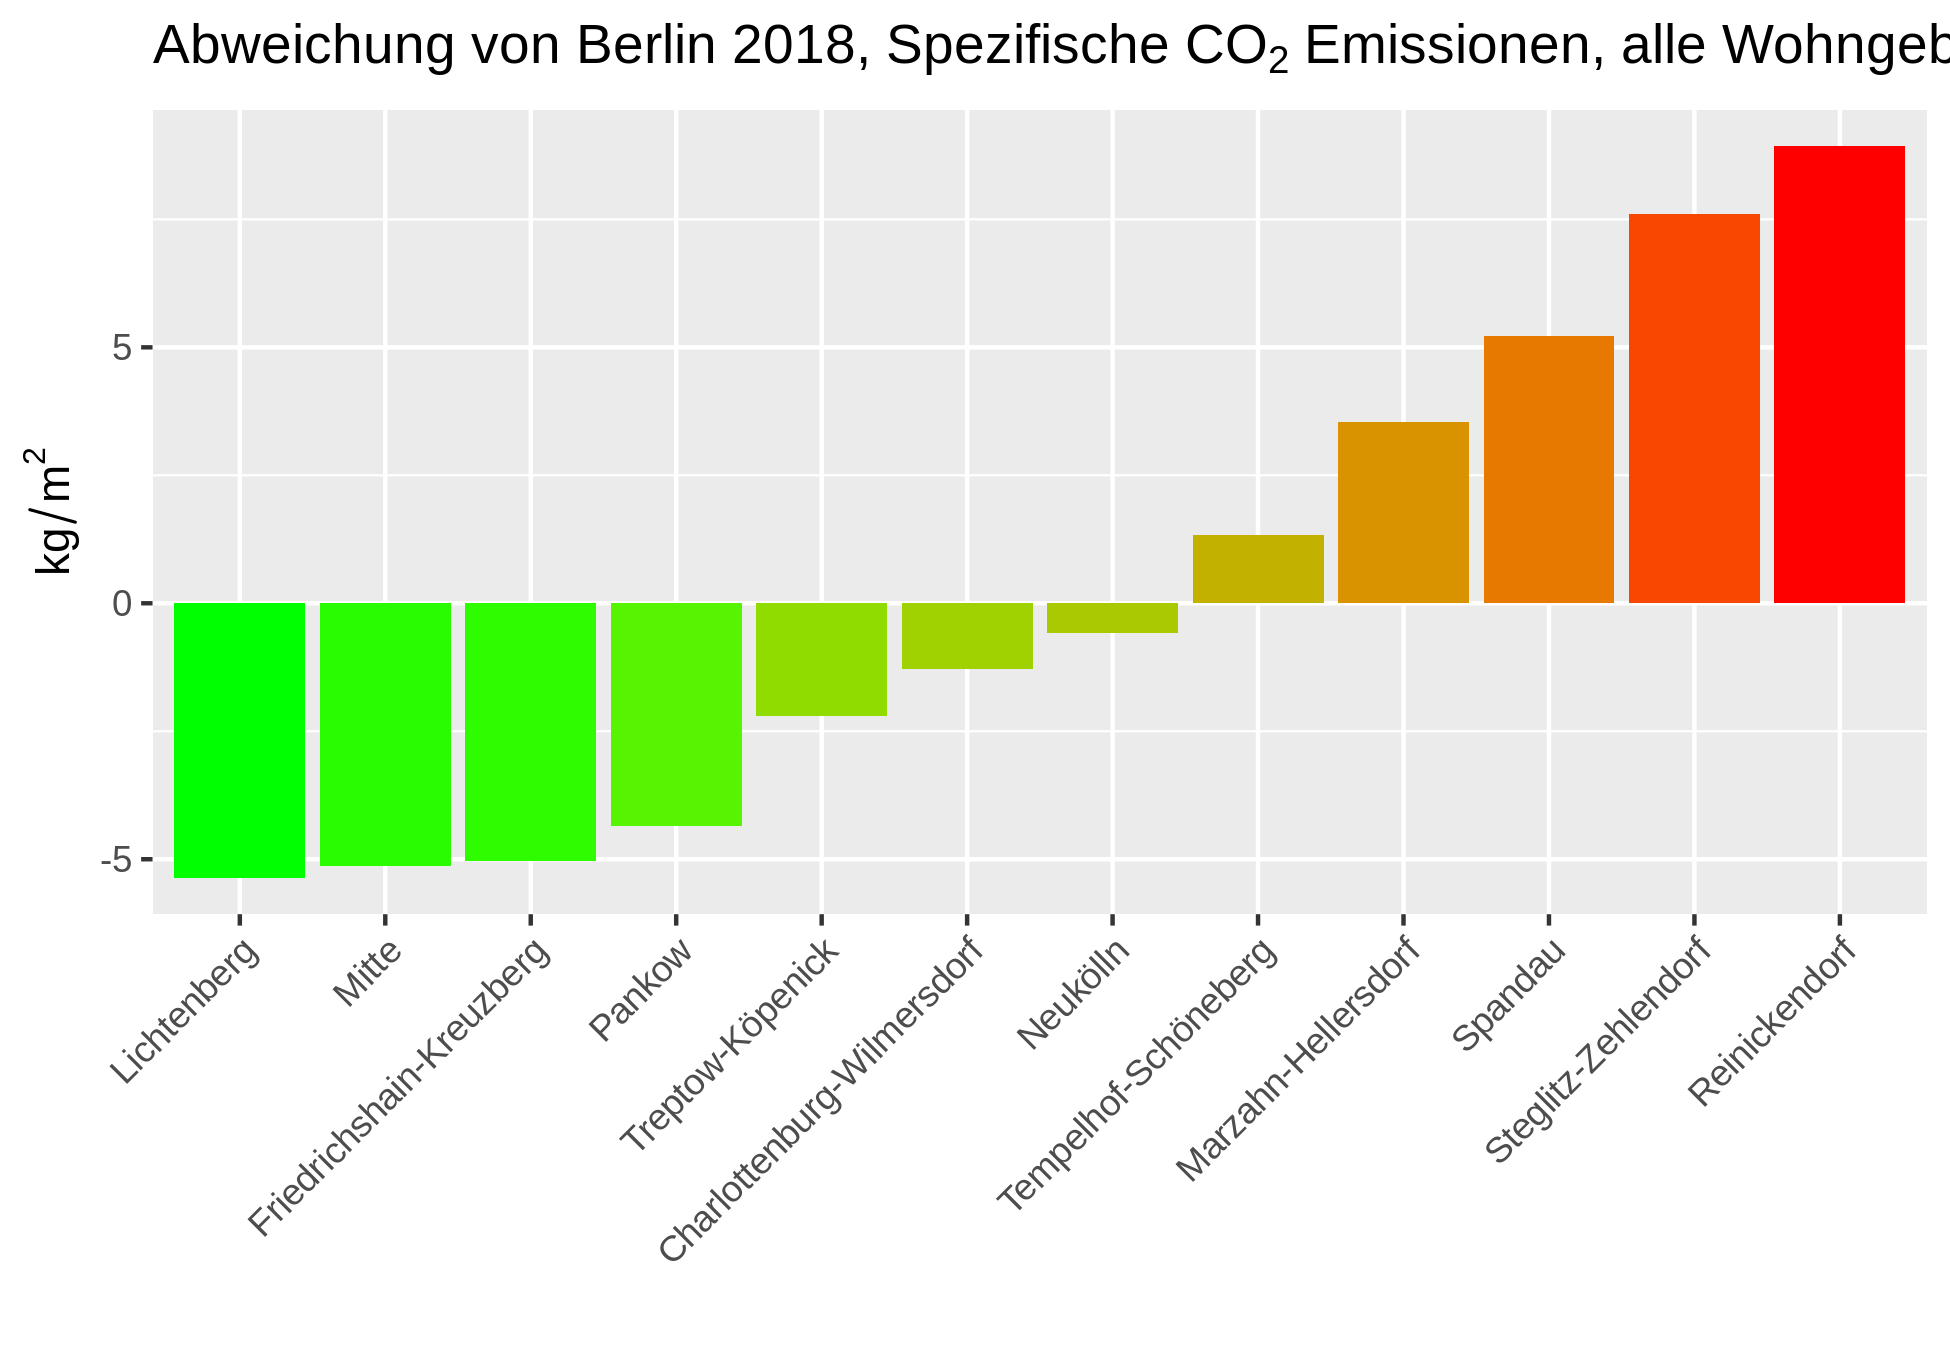 Abweichung von Berlin 2018, Spezifische CO₂ Emissionen, alle Wohngeb
kg/m²
5
0
-5
Lichtenberg
Mitte
Friedrichshain-Kreuzberg
Pankow
Treptow-Köpenick
Charlottenburg-Wilmersdorf
Neukölln
Tempelhof-Schöneberg
Marzahn-Hellersdorf
Spandau
Steglitz-Zehlendorf
Reinickendorf